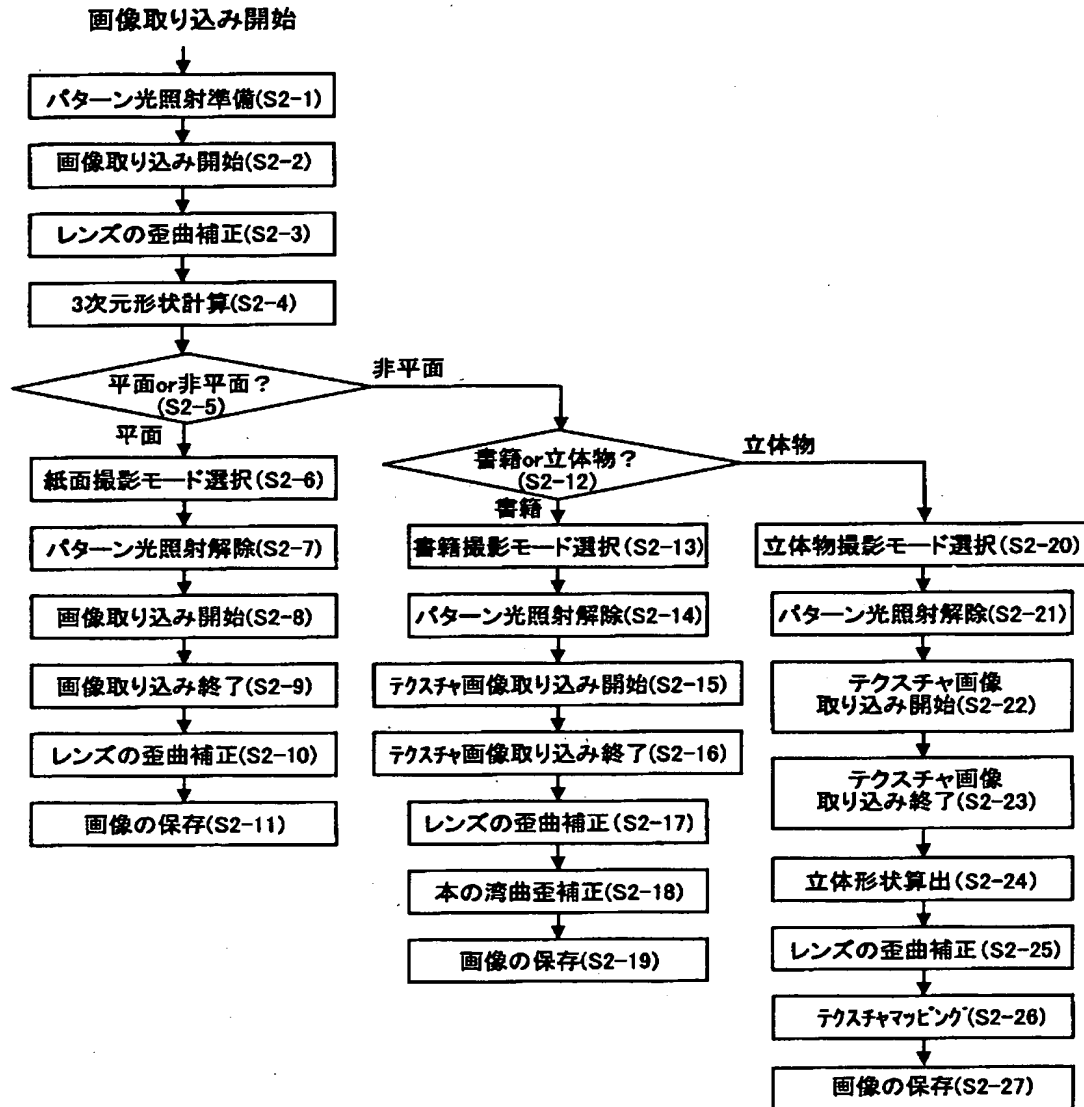 画像取り込み開始
パターン光照射準備(S2-1)
画像取り込み開始(S2-2)
レンズの歪曲補正(S2-3)
3次元形状計算(S2-4)
平面or非平面？
(S2-5)
非平面
平面
紙面撮影モード選択(S2-6)
パターン光照射解除(S2-7)
画像取り込み開始(S2-8)
画像取り込み終了(S2-9)
レンズの歪曲補正(S2-10)
画像の保存(S2-11)
書籍or立体物？
(S2-12)
立体物
書籍
書籍撮影モード選択(S2-13)
パターン光照射解除(S2-14)
テクスチャ画像取り込み開始(S2-15)
テクスチャ画像取り込み終了(S2-16)
レンズの歪曲補正(S2-17)
本の湾曲歪補正(S2-18)
画像の保存(S2-19)
立体物撮影モード選択(S2-20)
パターン光照射解除(S2-21)
テクスチャ画像
取り込み開始(S2-22)
テクスチャ画像
取り込み終了(S2-23)
立体形状算出(S2-24)
レンズの歪曲補正(S2-25)
テクスチャマッピング(S2-26)
画像の保存(S2-27)